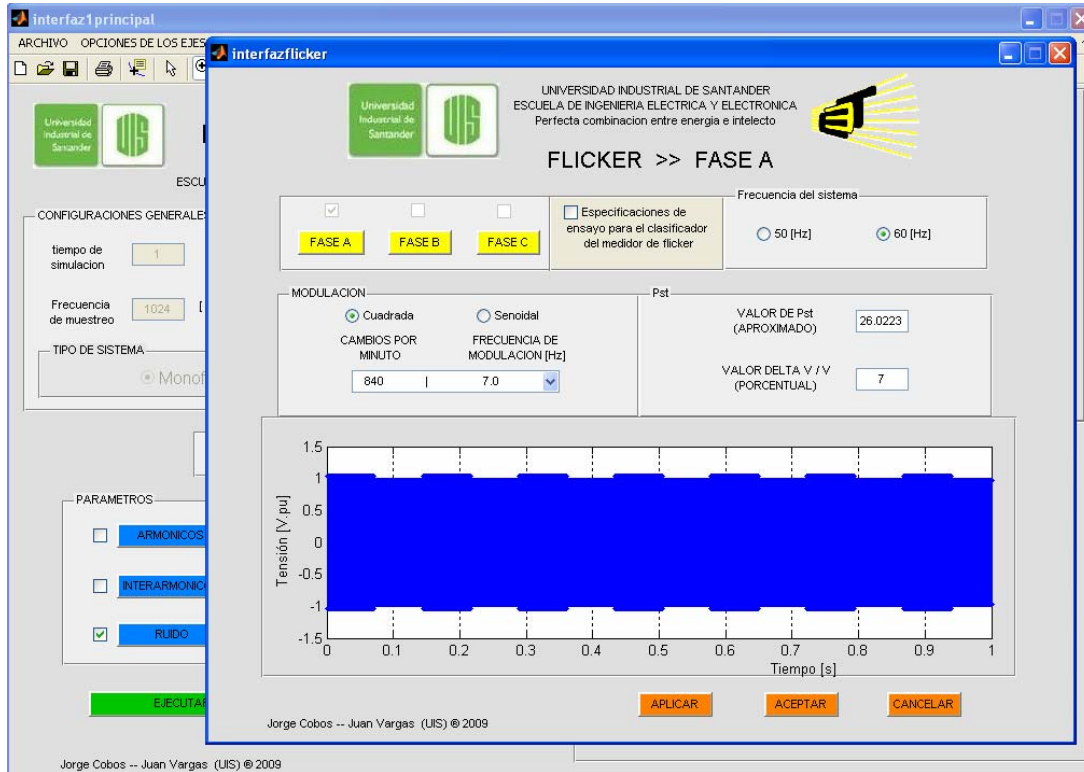 interfaz1principal
ARCHIVO OPCIONES DE LOS EJES
Universidad
Industrial de
Santander
UIS
CONFIGURACIONES GENERALES
tiempo de
simulacion
1
Frecuencia
de muestreo
1024
TIPO DE SISTEMA
PARAMETROS
ARMONICOS
RUIDO
Jorge Cobos -- Juan Vargas (UIS) ® 2009
interfazflicker
Universidad
Industrial de
Santander
UIS
UNIVERSIDAD INDUSTRIAL DE SANTANDER
ESCUELA DE INGENIERIA ELECTRICA Y ELECTRONICA
Perfecta combinacion entre energia e intelecto
FLICKER >> FASE A
FASE A
FASE B
FASE C
Especificaciones de
ensayo para el clasificador
del medidor de flicker
Frecuencia del sistema
50 [Hz]
60 [Hz]
MODULACION
Cuadrada
Senoidal
CAMBIOS POR
MINUTO
FRECUENCIA DE
MODULACION [Hz]
840 | 7.0
Pst
VALOR DE Pst
(APROXIMADO)
26.0223
VALOR DELTA V / V
(PORCENTUAL)
7
Tensión [V.pu]
1.5
1
0.5
0
-0.5
-1
-1.5
0 0.1 0.2 0.3 0.4 0.5 0.6 0.7 0.8 0.9 1
Tiempo [s]
APLICAR
ACEPTAR
CANCELAR
Jorge Cobos -- Juan Vargas (UIS) ® 2009